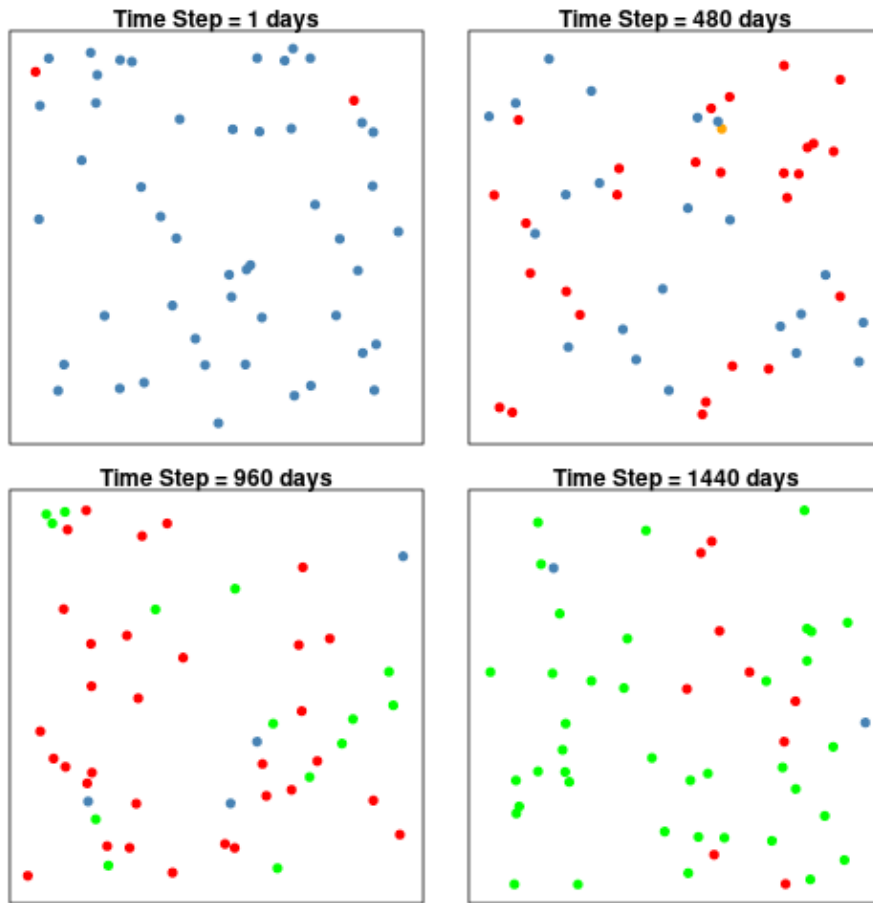 Time Step = 1 days
Time Step = 480 days
Time Step = 960 days
Time Step = 1440 days